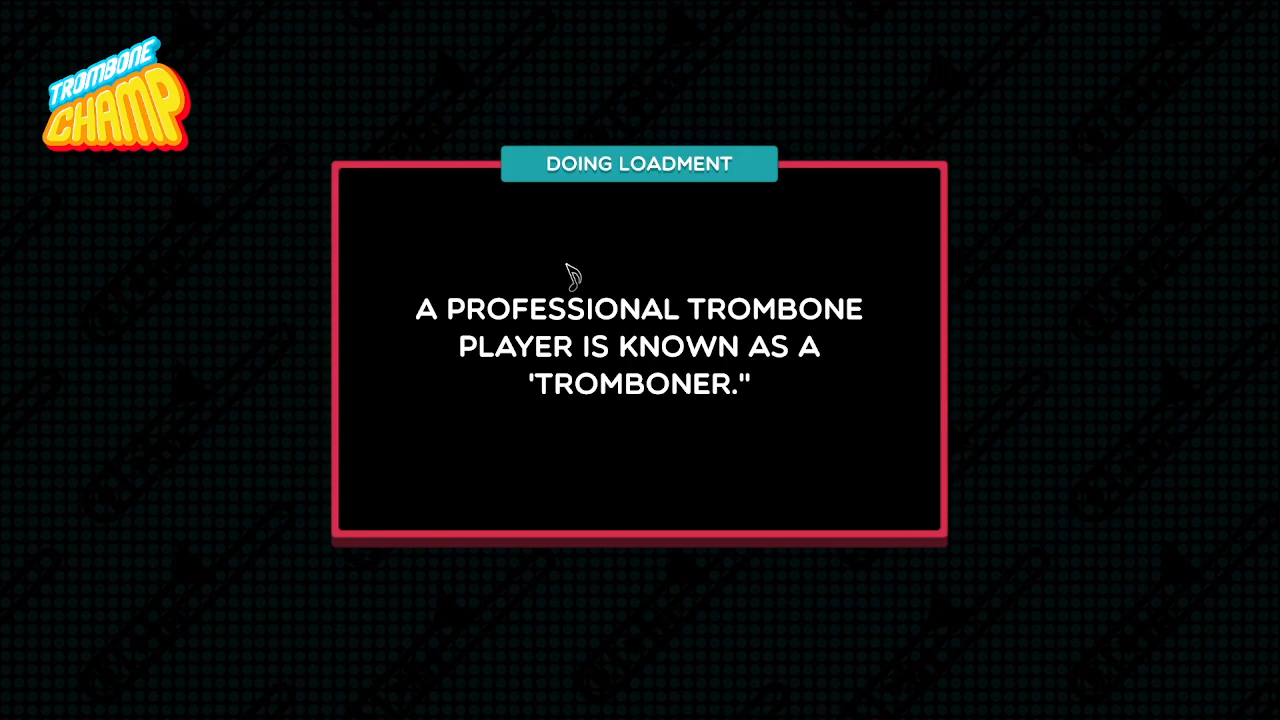 TROMBONE
CHAMP
DOING LOADMENT
A PROFESSIONAL TROMBONE
PLAYER IS KNOWN AS A
'TROMBONER."